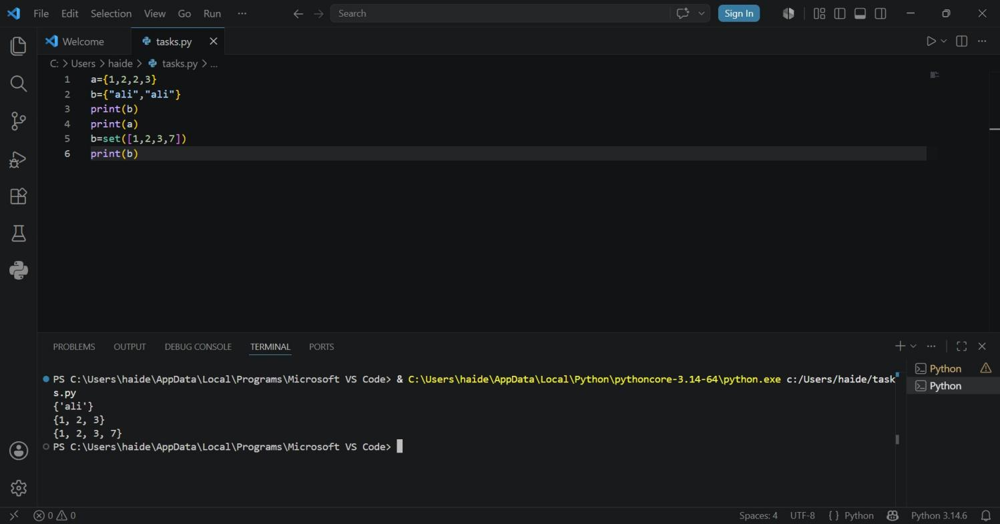 File Edit Selection View Go Run ··· Search Sign In
Welcome tasks.py
C: > Users > haide > tasks.py > ...
1 a={1,2,2,3}
2 b={"ali","ali"}
3 print(b)
4 print(a)
5 b=set([1,2,3,7])
6 print(b)
PROBLEMS OUTPUT DEBUG CONSOLE TERMINAL PORTS
PS C:\Users\haide\AppData\Local\Programs\Microsoft VS Code> & C:\Users\haide\AppData\Local\Python\pythoncore-3.14-64\python.exe c:/Users/haide/task
s.py
{'ali'}
{1, 2, 3}
{1, 2, 3, 7}
PS C:\Users\haide\AppData\Local\Programs\Microsoft VS Code>
Python
Python
0 0 Spaces: 4 UTF-8 { } Python Python 3.14.6